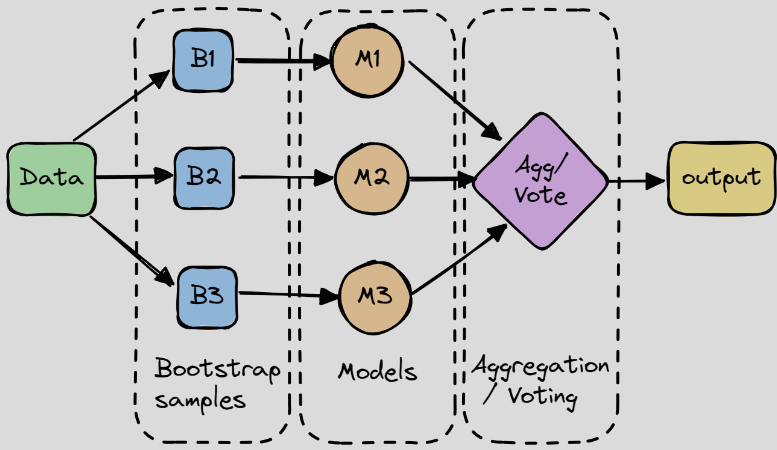 B1
M1
Data
B2
M2
Agg/
Vote
output
B3
M3
Bootstrap
samples
Models
Aggregation
/ Voting